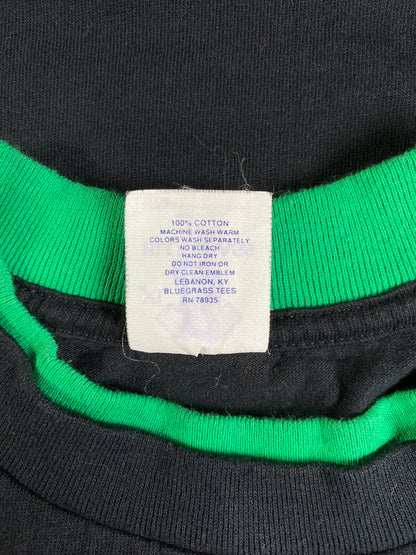 100% COTTON
MACHINE WASH WARM
COLORS WASH SEPARATELY
NO BLEACH
HANG DRY
DO NOT IRON OR
DRY CLEAN EMBLEM
LEBANON, KY
BLUEGRASS TEES
RN 78935